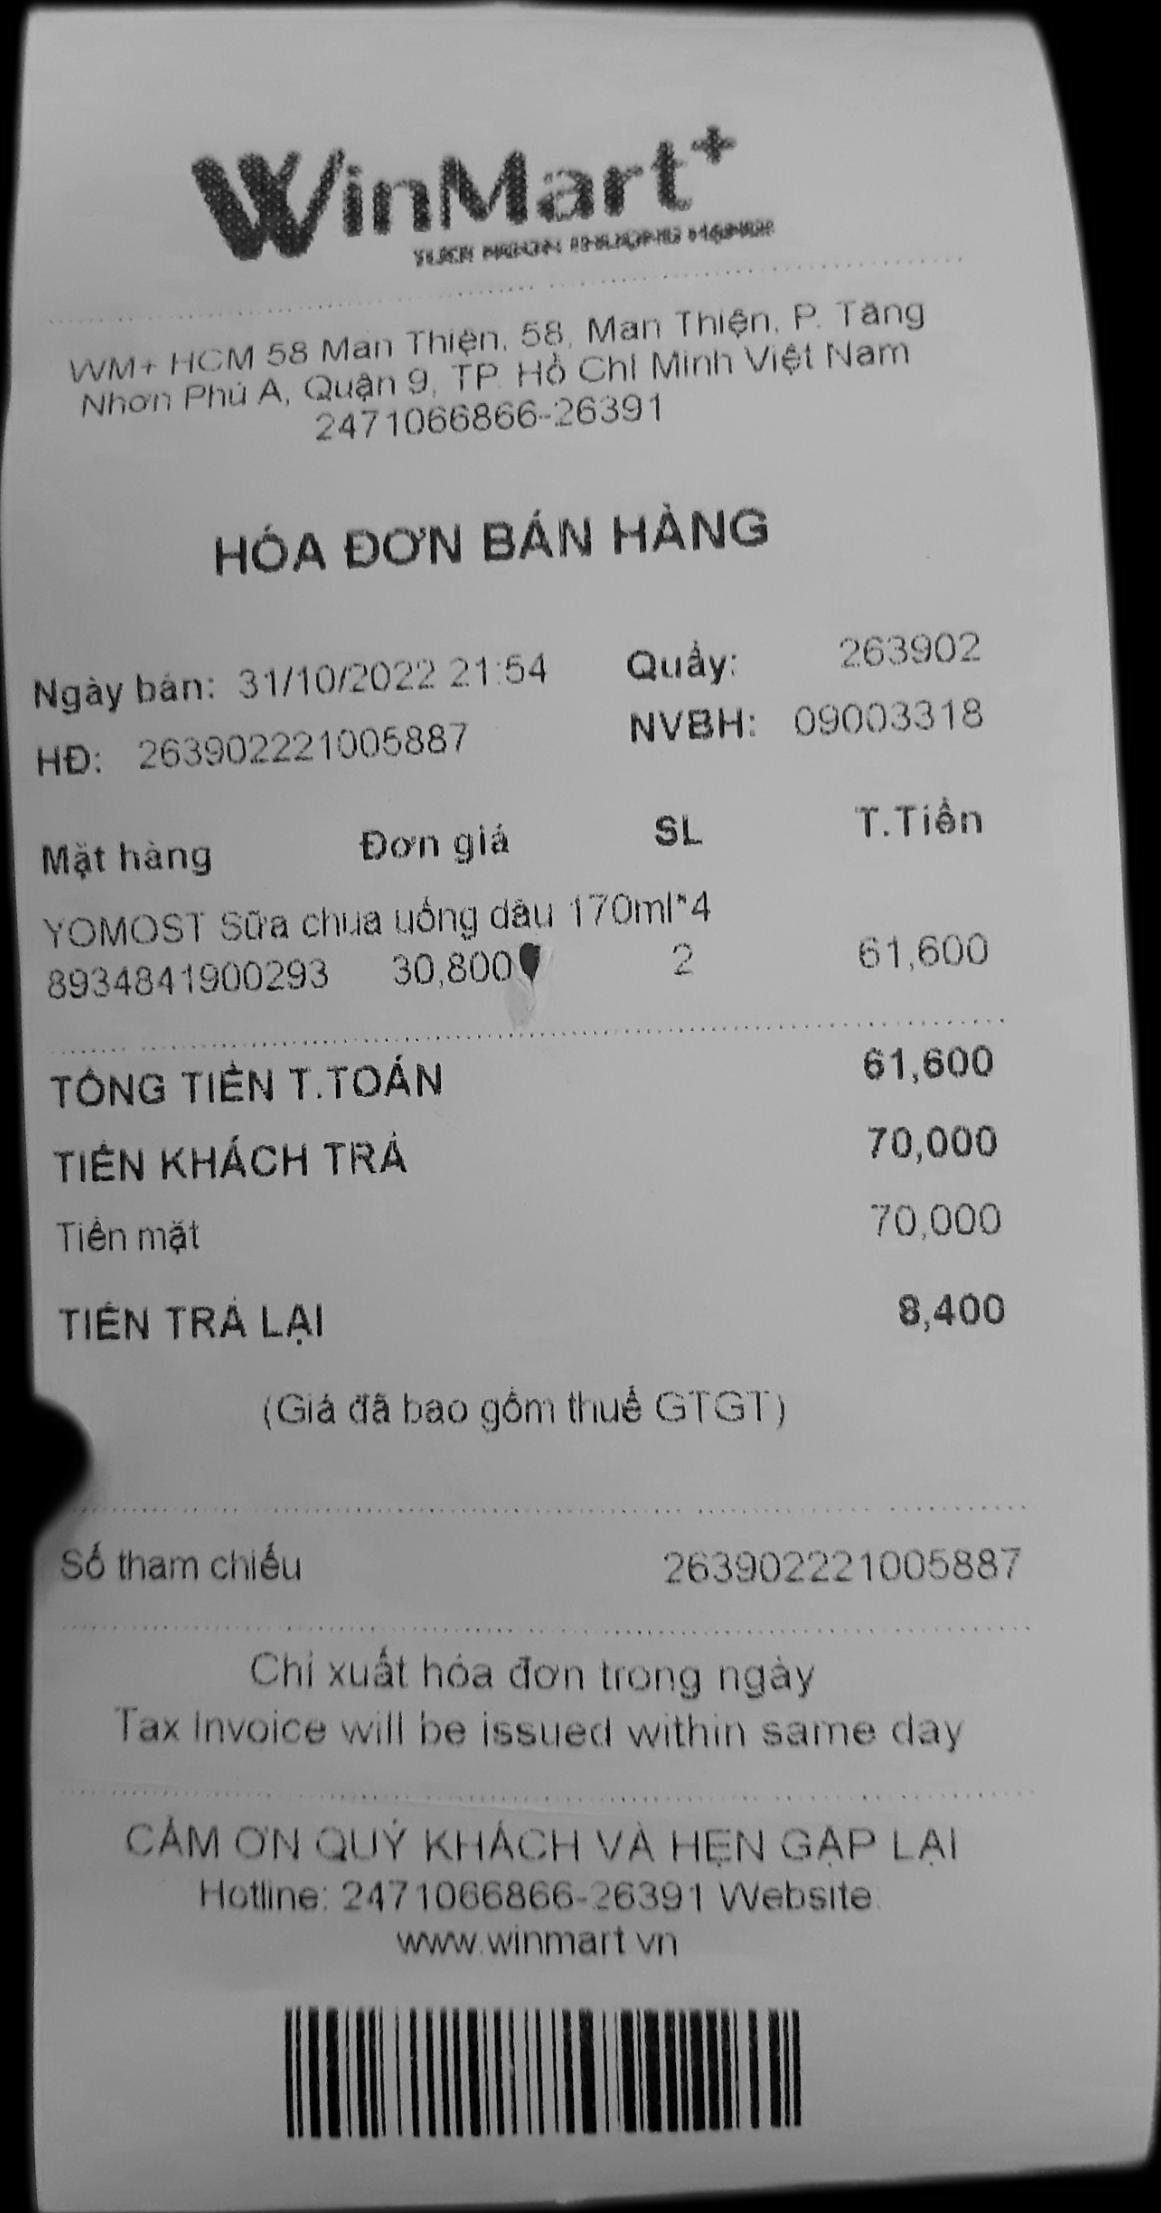 WinMart+
WM+ HCM 58 Man Thiện, 58, Man Thiện, P. Tăng
Nhơn Phú A, Quận 9, TP. Hồ Chí Minh Việt Nam
2471066866-26391
HÓA ĐƠN BÁN HÀNG
Ngày bán: 31/10/2022 21:54 Quầy: 263902
HĐ: 263902221005887 NVBH: 09003318
Mặt hàng Đơn giá SL T.Tiền
YOMOST Sữa chua uống dâu 170ml*4
8934841900293 30,800 2 61,600
TỔNG TIỀN T.TOÁN 61,600
TIỀN KHÁCH TRẢ 70,000
Tiền mặt 70,000
TIỀN TRẢ LẠI 8,400
(Giá đã bao gồm thuế GTGT)
Số tham chiếu 263902221005887
Chỉ xuất hóa đơn trong ngày
Tax Invoice will be issued within same day
CẢM ƠN QUÝ KHÁCH VÀ HẸN GẶP LẠI
Hotline: 2471066866-26391 Website:
www.winmart.vn